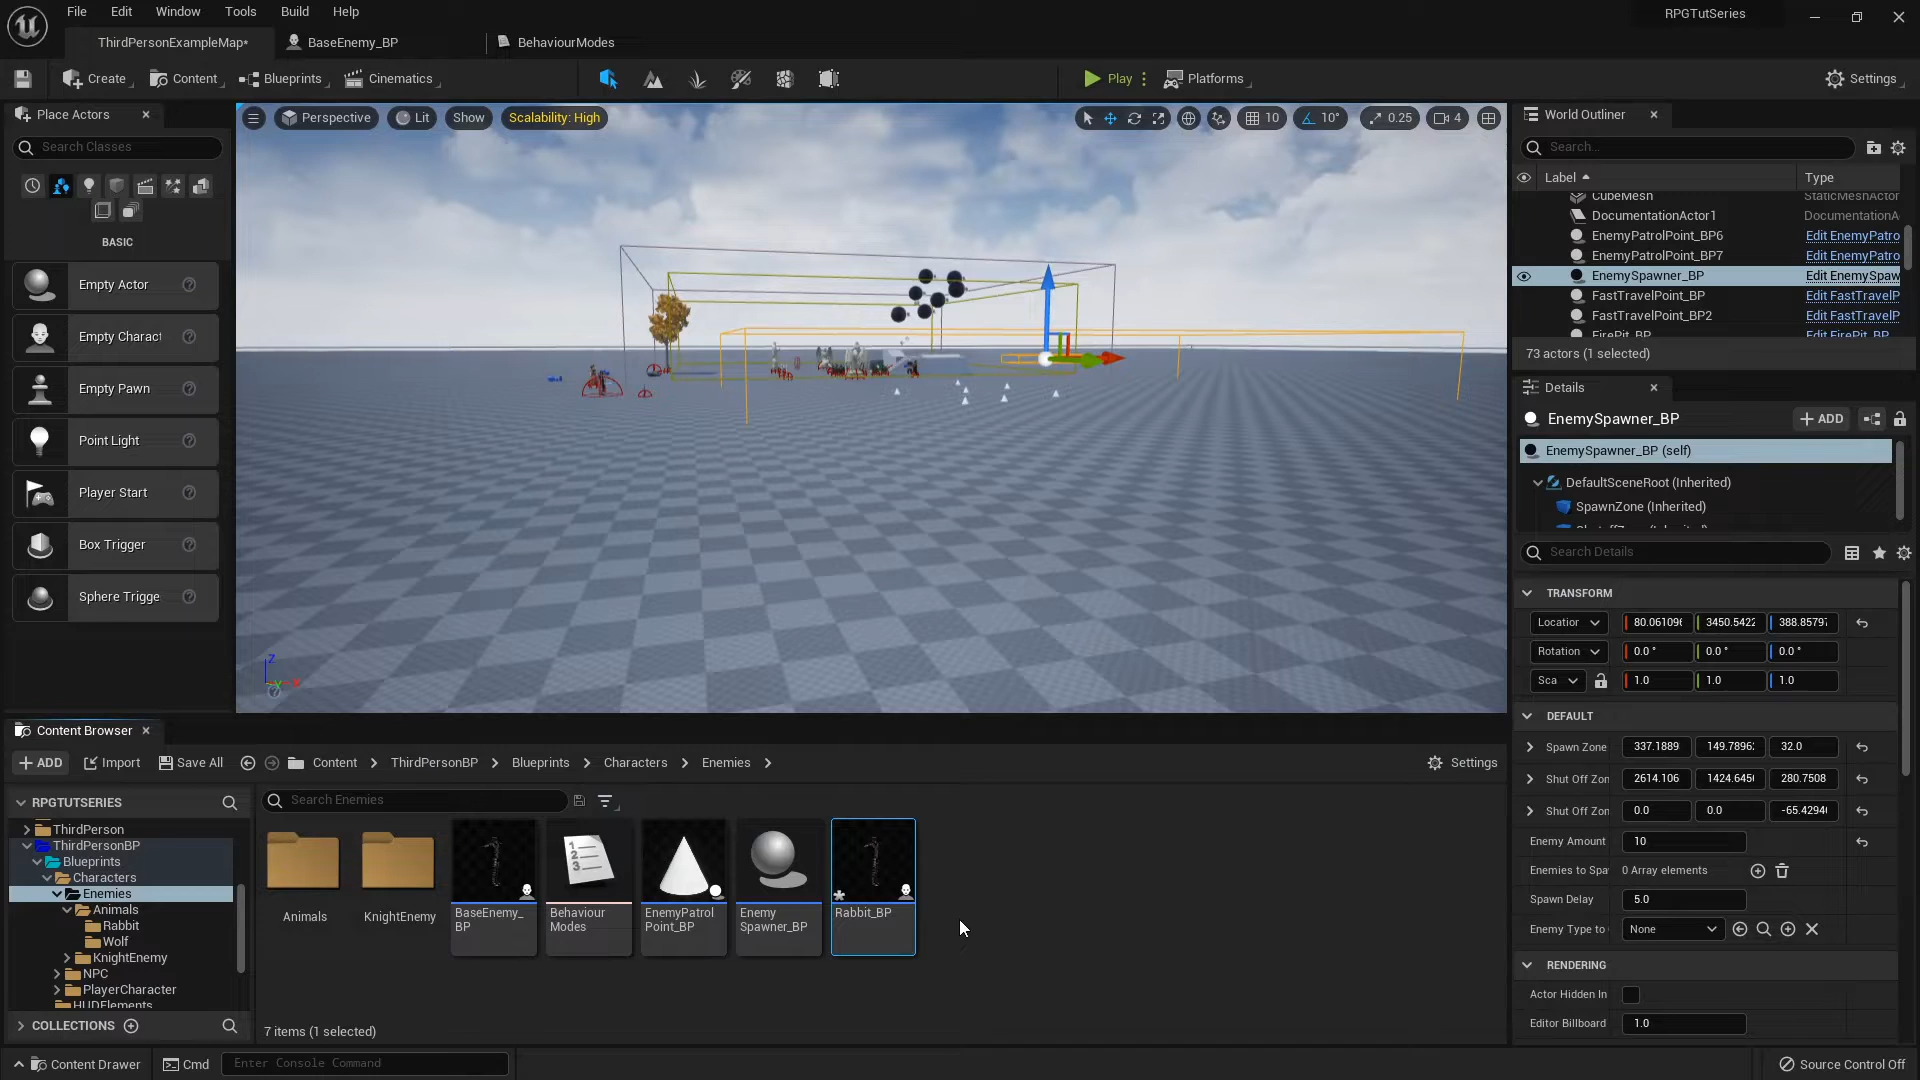 File Edit Window Tools Build Help
RPGTutSeries
ThirdPersonExampleMap*
BaseEnemy_BP
BehaviourModes
Create
Content
Blueprints
Cinematics
Play
Platforms
Settings
Place Actors
Search Classes
BASIC
Empty Actor
Empty Charact
Empty Pawn
Point Light
Player Start
Box Trigger
Sphere Trigge
Perspective
Lit
Show
Scalability: High
10
10°
0.25
4
Z
World Outliner
Search...
Label
Type
CubeMesh StaticMeshActor
DocumentationActor1 DocumentationA
EnemyPatrolPoint_BP6 Edit EnemyPatro
EnemyPatrolPoint_BP7 Edit EnemyPatro
EnemySpawner_BP Edit EnemySpaw
FastTravelPoint_BP Edit FastTravelP
FastTravelPoint_BP2 Edit FastTravelP
FirePit_BP Edit FirePit_BP
73 actors (1 selected)
Details
EnemySpawner_BP
ADD
EnemySpawner_BP (self)
DefaultSceneRoot (Inherited)
SpawnZone (Inherited)
Search Details
TRANSFORM
Location 3450.5422
Rotation 0.0 ° 0.0 ° 0.0 °
Sca 1.0 1.0 1.0
DEFAULT
Spawn Zone 337.1889 32.0
Shut Off Zon 2614.106 280.7508
Shut Off Zon 0.0 0.0
Enemy Amount 10
Enemies to Spa 0 Array elements
Spawn Delay 5.0
Enemy Type to None
RENDERING
Actor Hidden In
Editor Billboard 1.0
Content Browser
ADD
Import
Save All
Content ThirdPersonBP Blueprints Characters Enemies
Settings
RPGTUTSERIES
ThirdPerson
ThirdPersonBP
Blueprints
Characters
Enemies
Animals
Rabbit
Wolf
KnightEnemy
NPC
PlayerCharacter
HUDElements
COLLECTIONS
Search Enemies
Animals
KnightEnemy
BaseEnemy_
BP
1
2
3
Behaviour
Modes
EnemyPatrol
Point_BP
Enemy
Spawner_BP
Rabbit_BP
7 items (1 selected)
Content Drawer
Cmd
Enter Console Command
Source Control Off